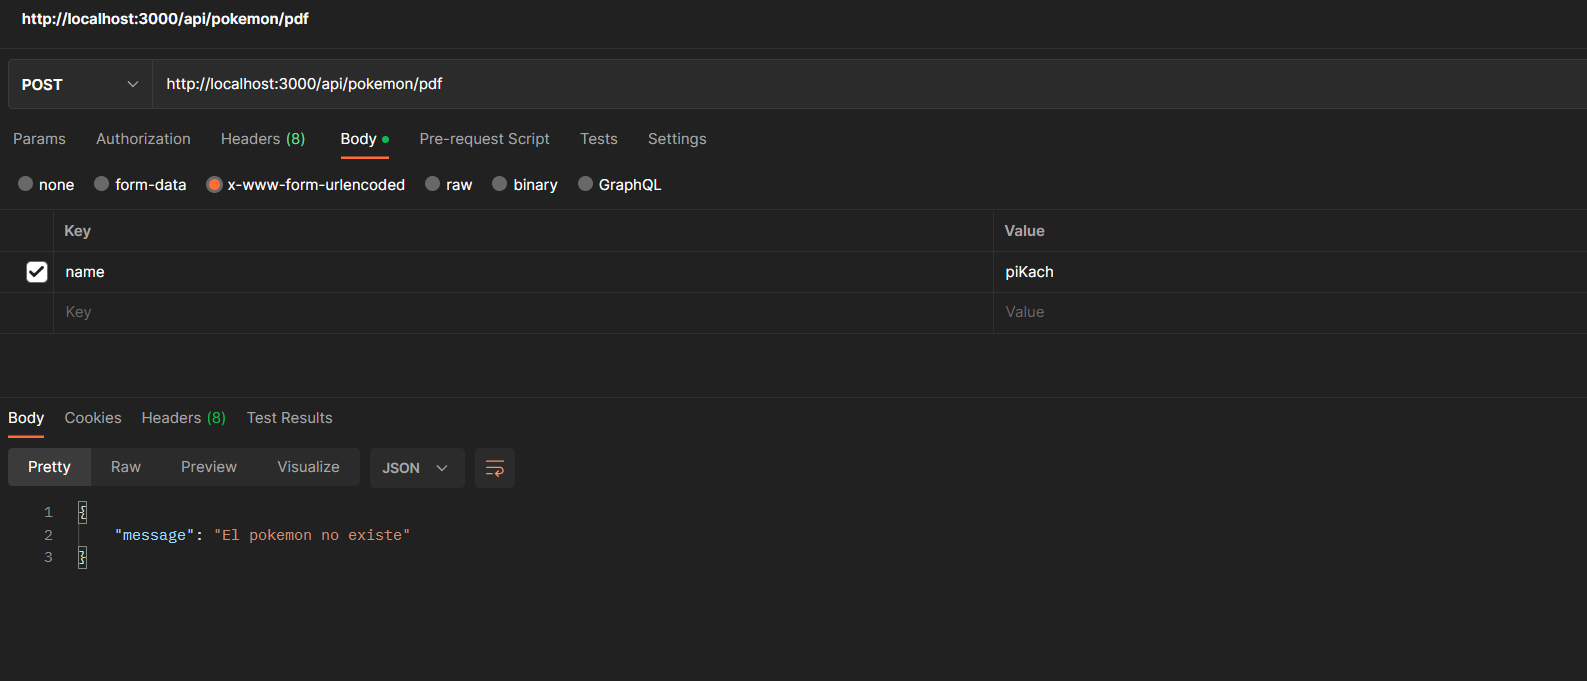 http://localhost:3000/api/pokemon/pdf
POST http://localhost:3000/api/pokemon/pdf
Params Authorization Headers (8) Body Pre-request Script Tests Settings
none form-data x-www-form-urlencoded raw binary GraphQL
Key Value
name piKach
Key Value
Body Cookies Headers (8) Test Results
Pretty Raw Preview Visualize JSON
1 {
2 "message": "El pokemon no existe"
3 }